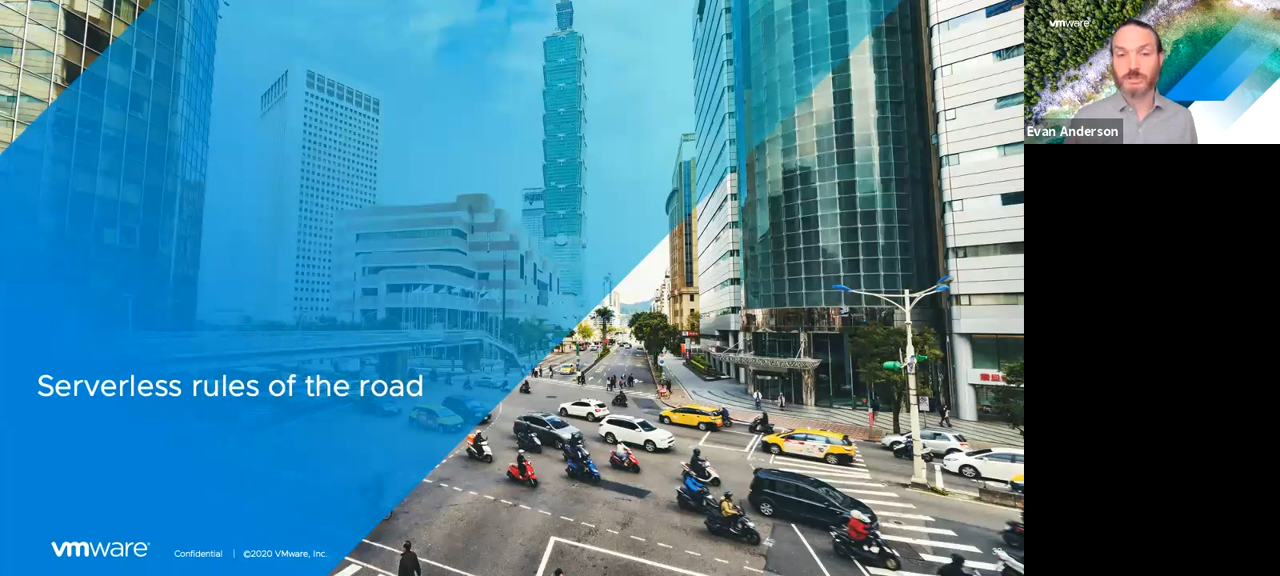 Serverless rules of the road
vmware
Confidential | ©2020 VMware, Inc.
vmware
Evan Anderson